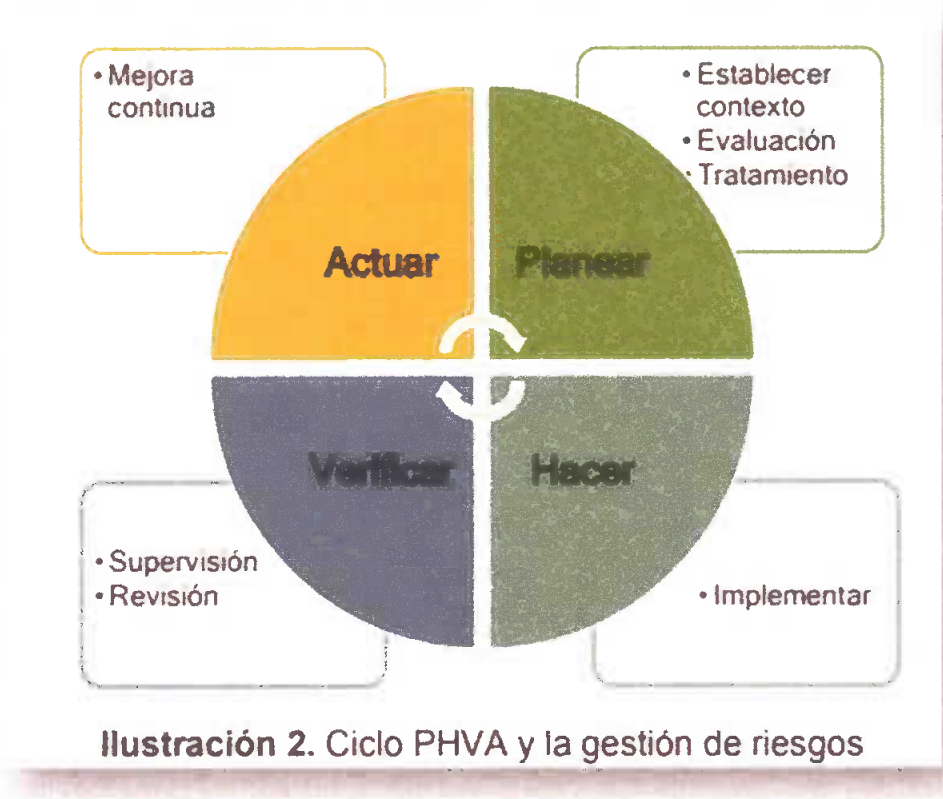 • Mejora
continua
• Establecer
contexto
• Evaluación
• Tratamiento
Actuar
Planear
Verificar
Hacer
• Supervisión
• Revisión
• Implementar
Ilustración 2. Ciclo PHVA y la gestión de riesgos